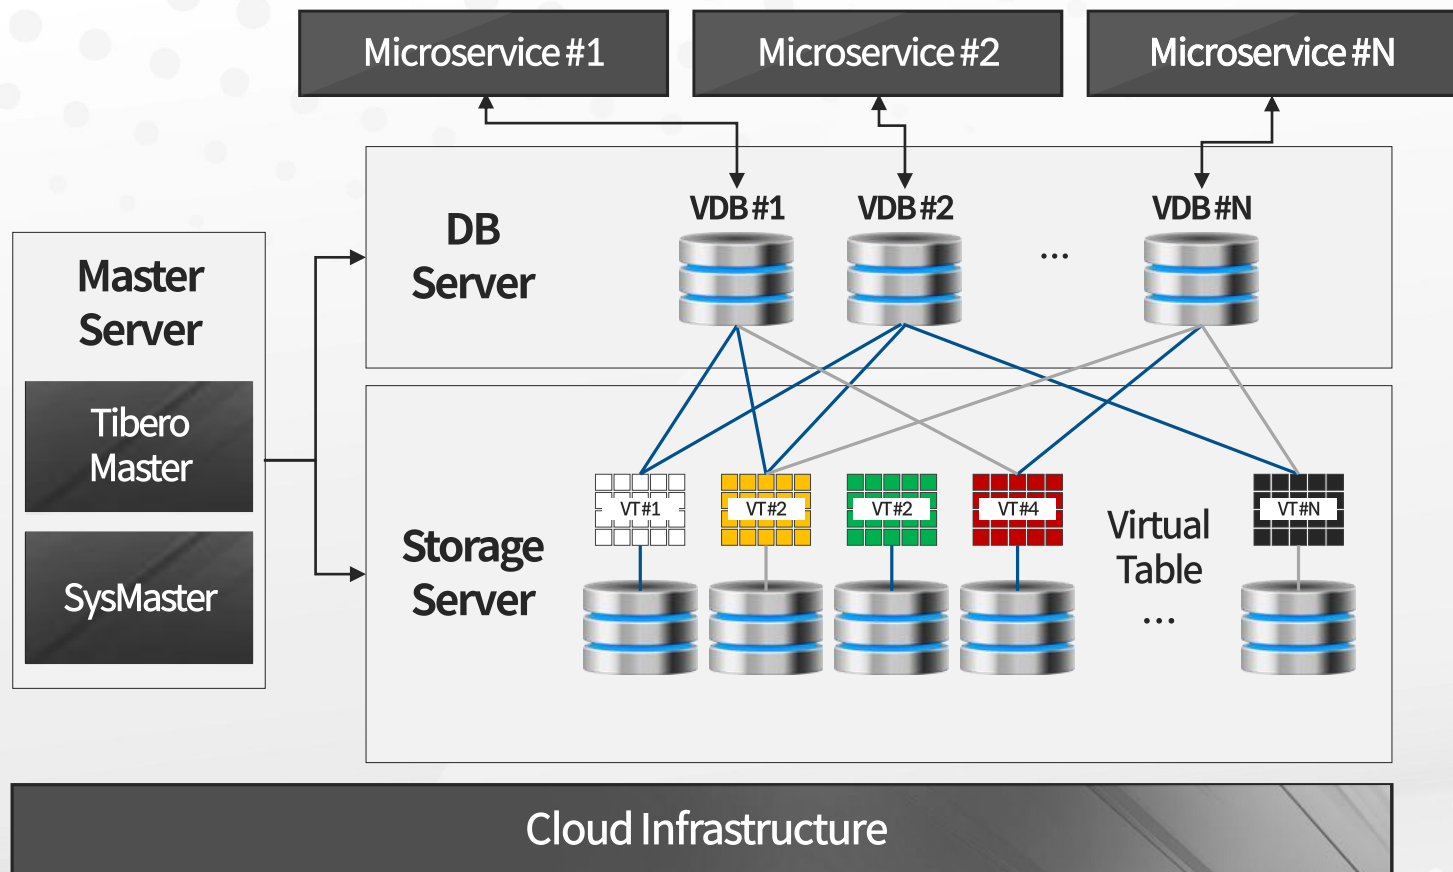 Microservice #1
Microservice #2
Microservice #N
VDB #1
VDB #2
VDB #N
DB
Server
...
Master
Server
Tibero
Master
SysMaster
Storage
Server
VT#1
VT#2
VT#2
VT#4
VT#N
Virtual
Table
...
Cloud Infrastructure